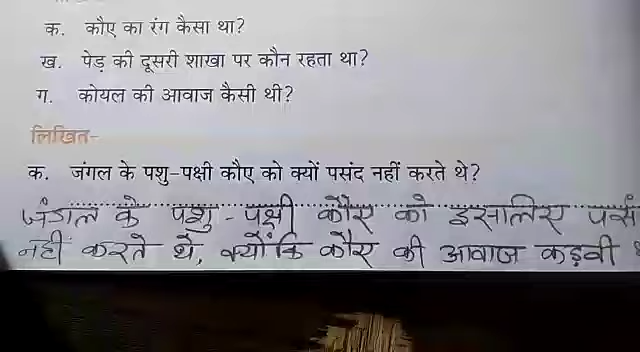 क. कौए का रंग कैसा था?
ख. पेड़ की दूसरी शाखा पर कौन रहता था?
ग. कोयल की आवाज कैसी थी?
लिखित-
क. जंगल के पशु-पक्षी कौए को क्यों पसंद नहीं करते थे?
जंगल के पशु-पक्षी कौए को इसलिए पसं
नहीं करते थे, क्योंकि कौए की आवाज कड़वी